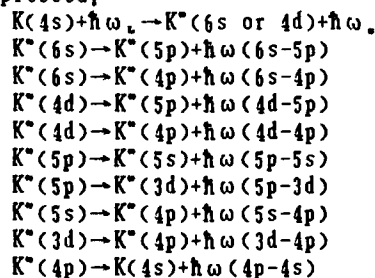 K(4s)+ħω_L→K*(6s or 4d)+ħω_s
K*(6s)→K*(5p)+ħω(6s-5p)
K*(6s)→K*(4p)+ħω(6s-4p)
K*(4d)→K*(5p)+ħω(4d-5p)
K*(4d)→K*(4p)+ħω(4d-4p)
K*(5p)→K*(5s)+ħω(5p-5s)
K*(5p)→K*(3d)+ħω(5p-3d)
K*(5s)→K*(4p)+ħω(5s-4p)
K*(3d)→K*(4p)+ħω(3d-4p)
K*(4p)→K(4s)+ħω(4p-4s)